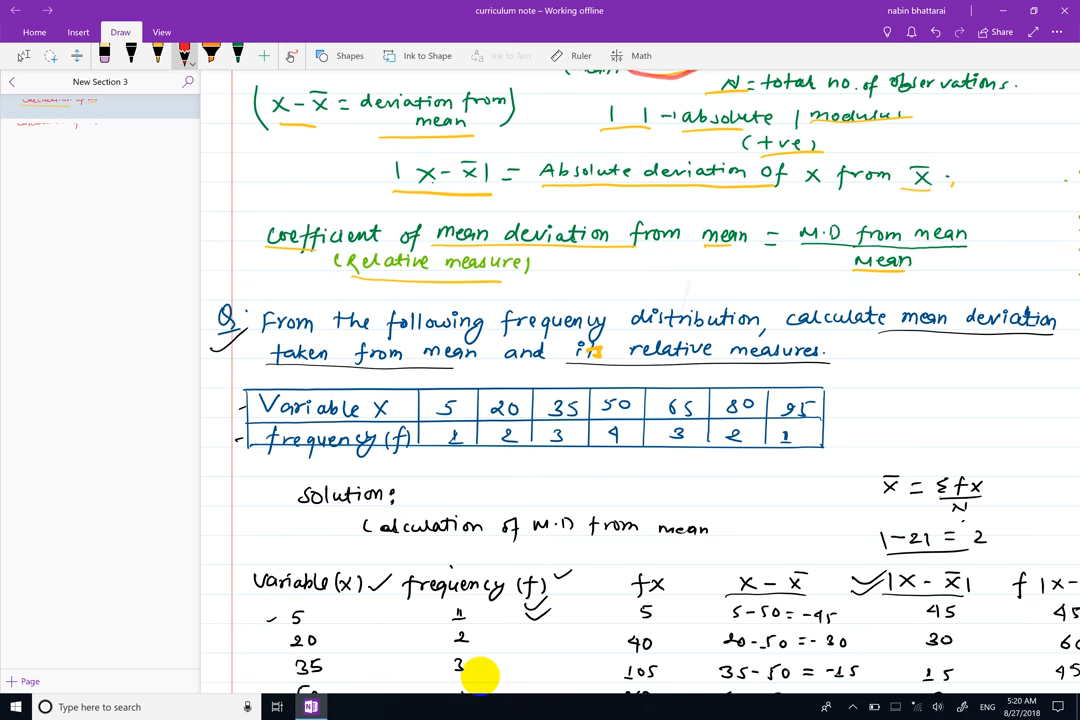 curriculum note – Working offline
nabin bhattarai
Home Insert Draw View
Share
Shapes Ink to Shape Ink to Text Ruler Math
New Section 3
N = total no. of observations.
(x - x̄ = deviation from mean)
| | → absolute / modulus
(+ve)
| x - x̄ | = Absolute deviation of x from x̄ .
coefficient of mean deviation from mean = M.D from mean / Mean
(Relative measure)
Q: From the following frequency distribution, calculate mean deviation
taken from mean and its relative measures.
Variable X 5 20 35 50 65 80 95
frequency (f) 1 2 3 4 3 2 1
Solution:
x̄ = Σfx / N
Calculation of M.D from mean
|-2| = 2
Variable (x) frequency (f) fx x - x̄ |x - x̄| f |x -
5 1 5 5-50 = -45 45 45
20 2 40 20-50 = -30 30 60
35 3 105 35-50 = -15 15 45
Page
Type here to search
ENG
5:20 AM
8/27/2018